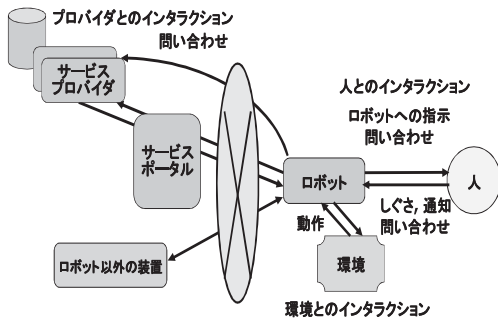 プロバイダとのインタラクション
問い合わせ
サービス
プロバイダ
サービス
ポータル
ロボット以外の装置
人とのインタラクション
ロボットへの指示
問い合わせ
ロボット
人
しぐさ, 通知
問い合わせ
動作
環境
環境とのインタラクション